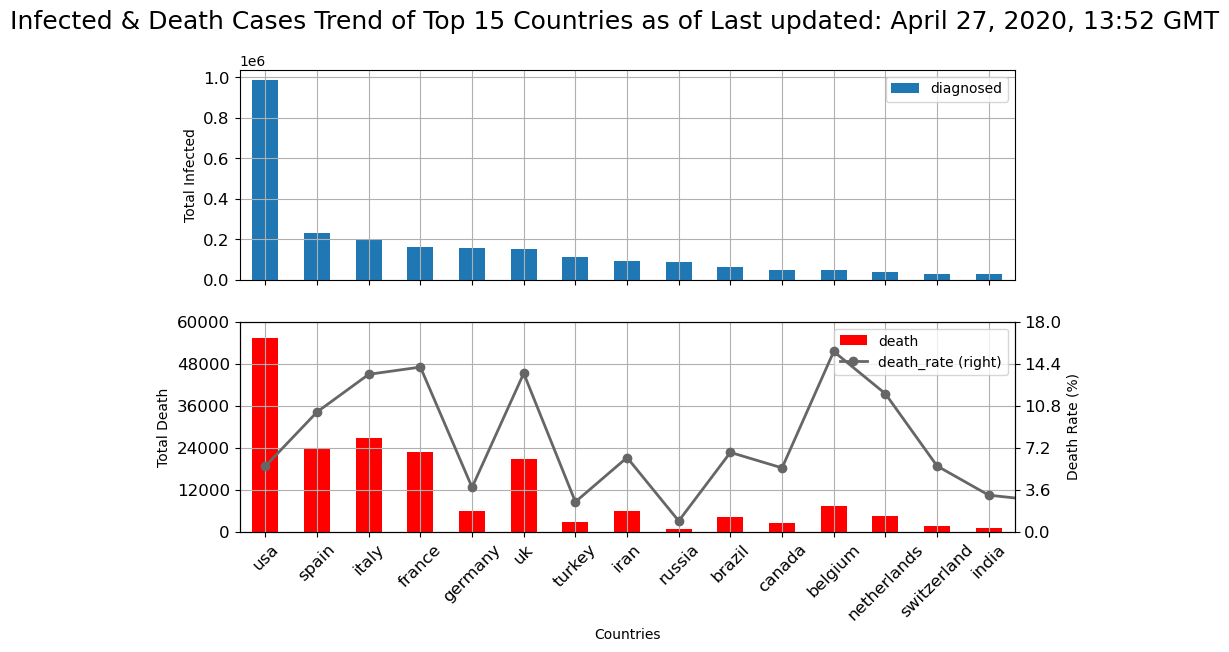 Infected & Death Cases Trend of Top 15 Countries as of Last updated: April 27, 2020, 13:52 GMT
1e6
1.0
0.8
0.6
0.4
0.2
0.0
Total Infected
diagnosed
60000
48000
36000
24000
12000
0
Total Death
death
death_rate (right)
18.0
14.4
10.8
7.2
3.6
0.0
Death Rate (%)
usa
spain
italy
france
germany
uk
turkey
iran
russia
brazil
canada
belgium
netherlands
switzerland
india
Countries